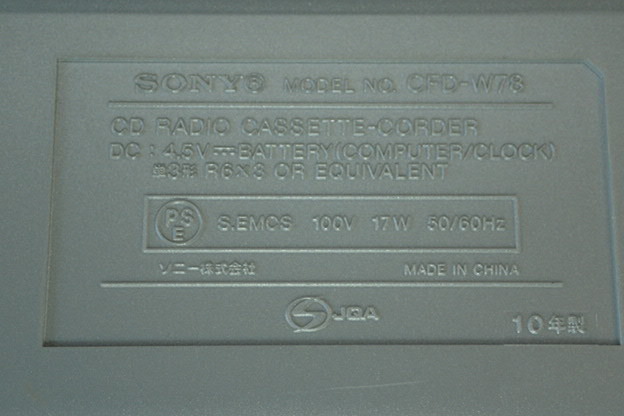 SONY® MODEL NO. CFD-W78
CD RADIO CASSETTE-CORDER
DC : 4.5V⎓BATTERY(COMPUTER/CLOCK)
単3形 R6×3 OR EQUIVALENT
PSE S.EMCS 100V 17W 50/60Hz
ソニー株式会社 MADE IN CHINA
S JQA
10年製